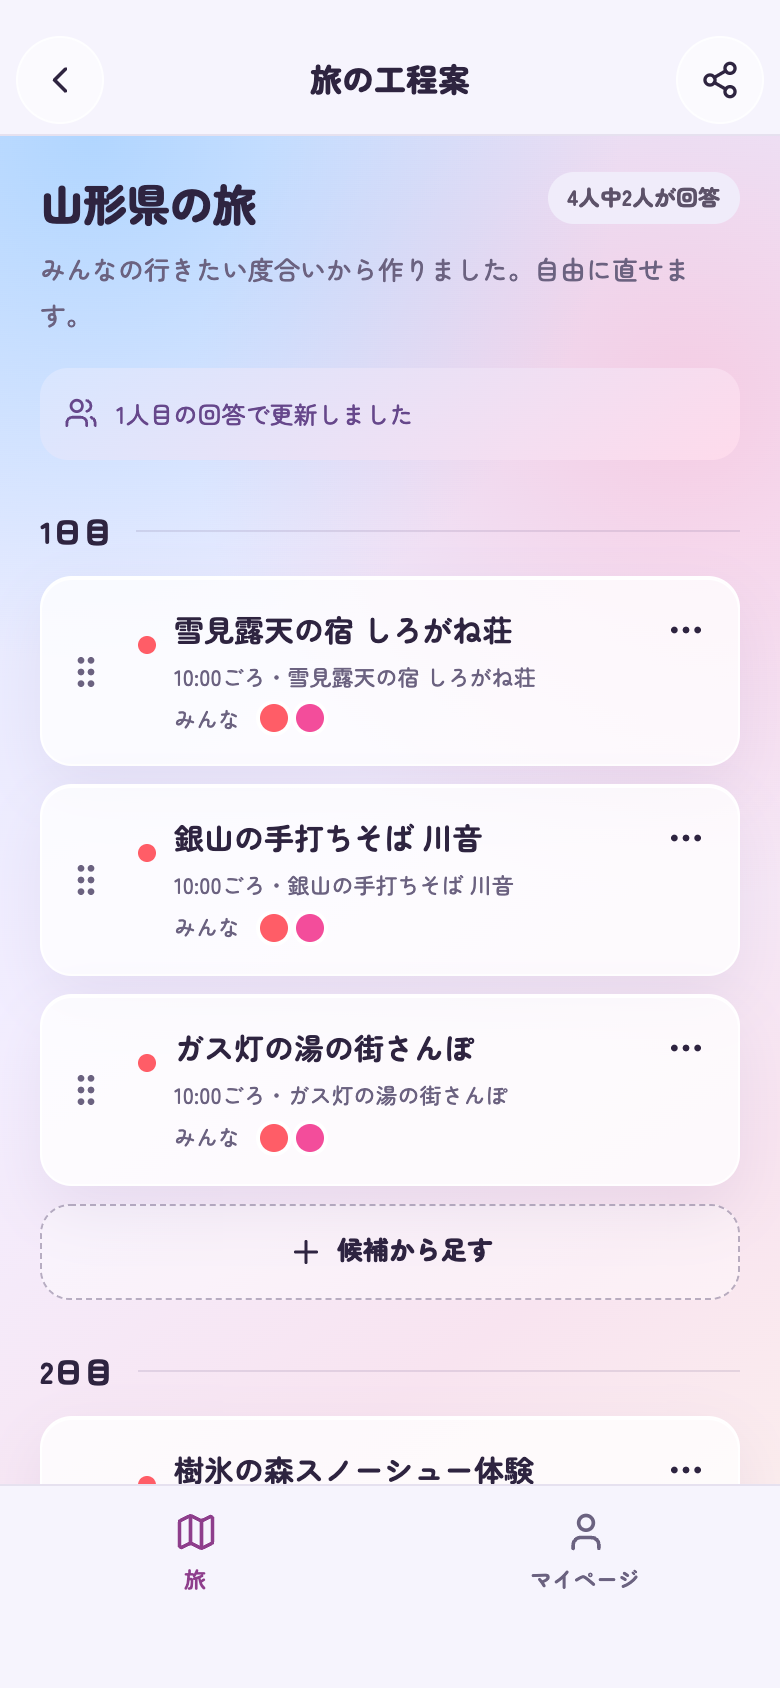 旅の工程案
山形県の旅
4人中2人が回答
みんなの行きたい度合いから作りました。自由に直せま
す。
1人目の回答で更新しました
1日目
雪見露天の宿 しろがね荘
10:00ごろ・雪見露天の宿 しろがね荘
みんな
銀山の手打ちそば 川音
10:00ごろ・銀山の手打ちそば 川音
みんな
ガス灯の湯の街さんぽ
10:00ごろ・ガス灯の湯の街さんぽ
みんな
候補から足す
2日目
樹氷の森スノーシュー体験
旅
マイページ